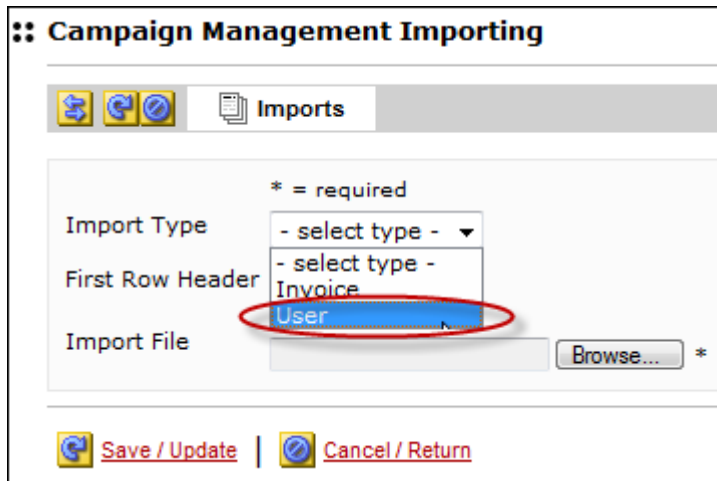 Campaign Management Importing
Imports
* = required
Import Type - select type -
- select type -
First Row Header
Invoice
User
Import File Browse... *
Save / Update | Cancel / Return